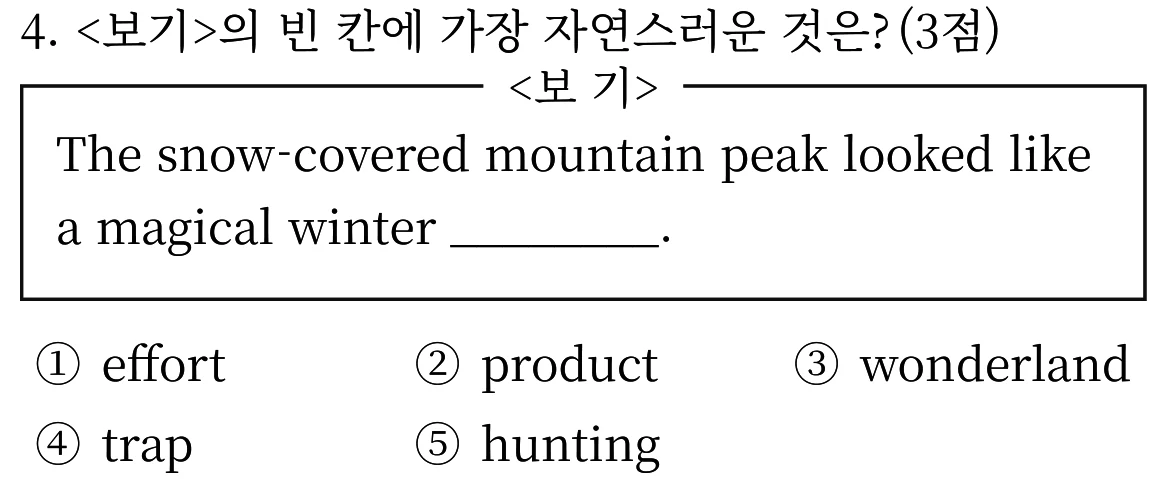 4. <보기>의 빈 칸에 가장 자연스러운 것은?(3점)
<보 기>
The snow-covered mountain peak looked like
a magical winter ________.
① effort ② product ③ wonderland
④ trap ⑤ hunting